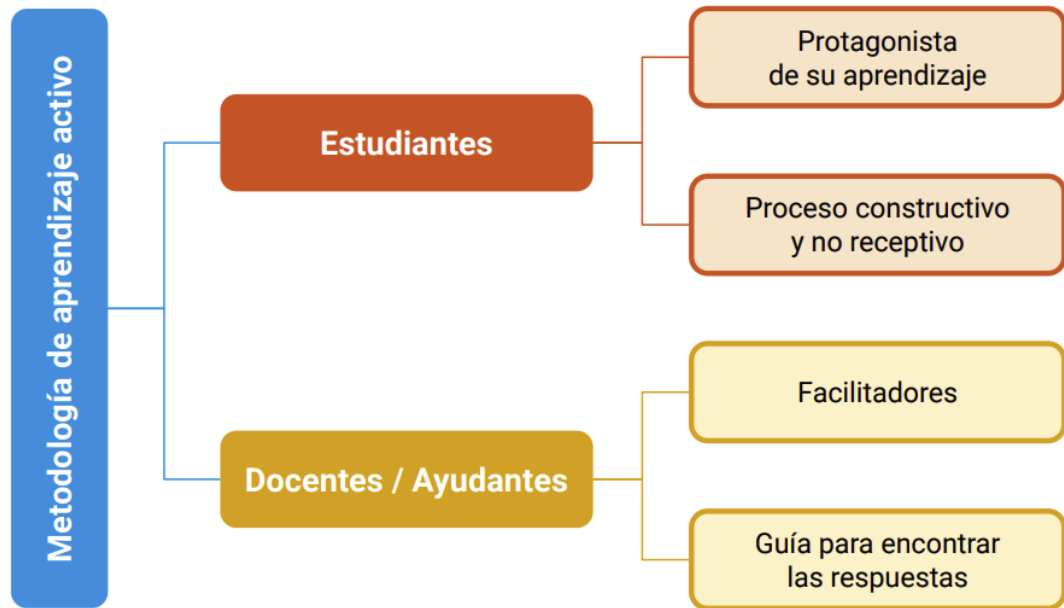 Metodología de aprendizaje activo
Estudiantes
Protagonista
de su aprendizaje
Proceso constructivo
y no receptivo
Docentes / Ayudantes
Facilitadores
Guía para encontrar
las respuestas